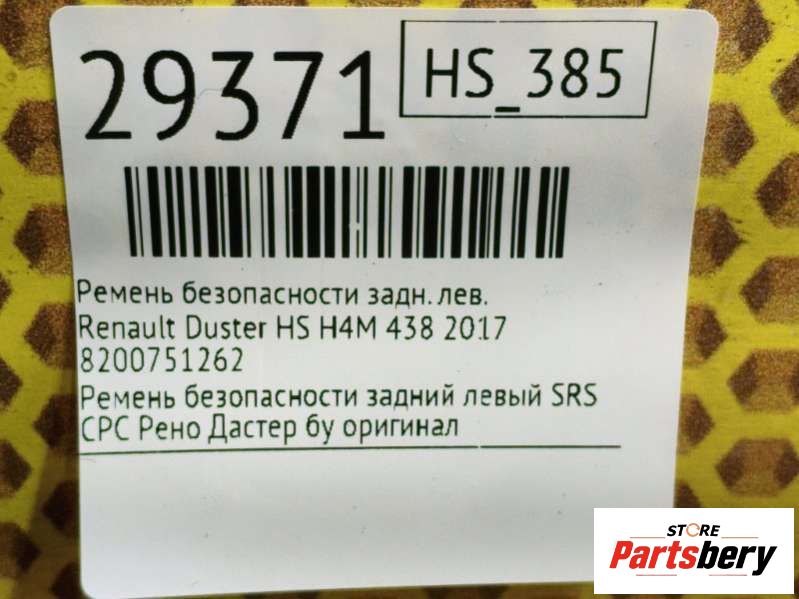 29371
HS_385
Ремень безопасности задн. лев.
Renault Duster HS H4M 438 2017
8200751262
Ремень безопасности задний левый SRS
СРС Рено Дастер бу оригинал
STORE
Partsbery